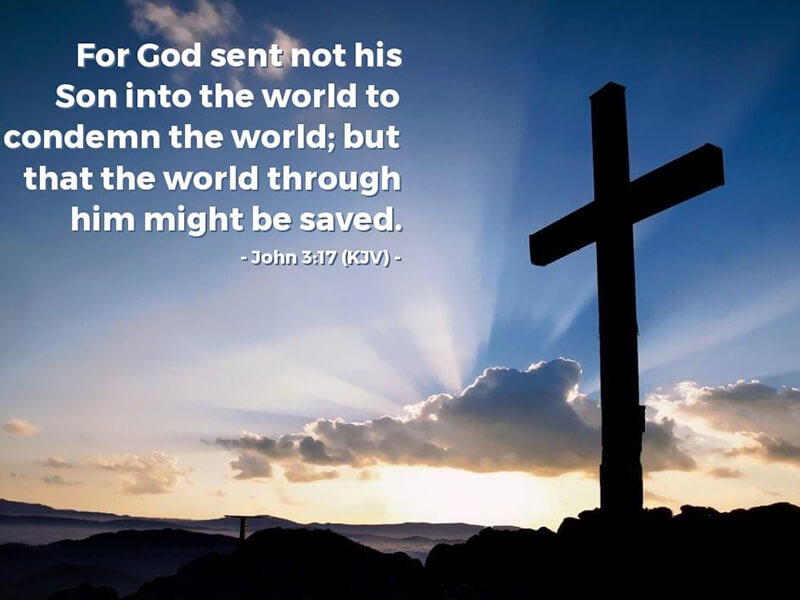 For God sent not his
Son into the world to
condemn the world; but
that the world through
him might be saved.
- John 3:17 (KJV) -